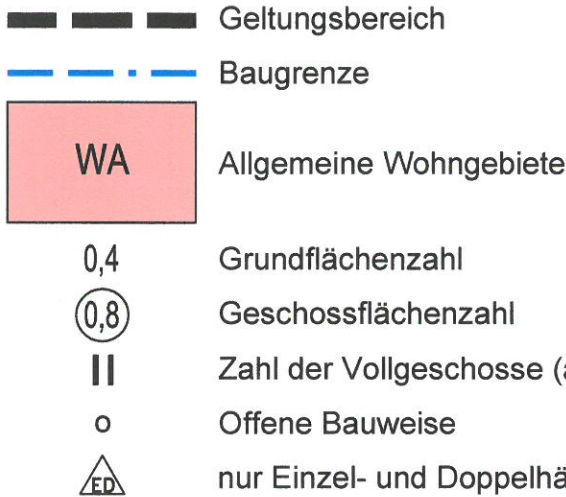 Geltungsbereich
Baugrenze
WA Allgemeine Wohngebiete
0,4 Grundflächenzahl
0,8 Geschossflächenzahl
II Zahl der Vollgeschosse (
o Offene Bauweise
ED nur Einzel- und